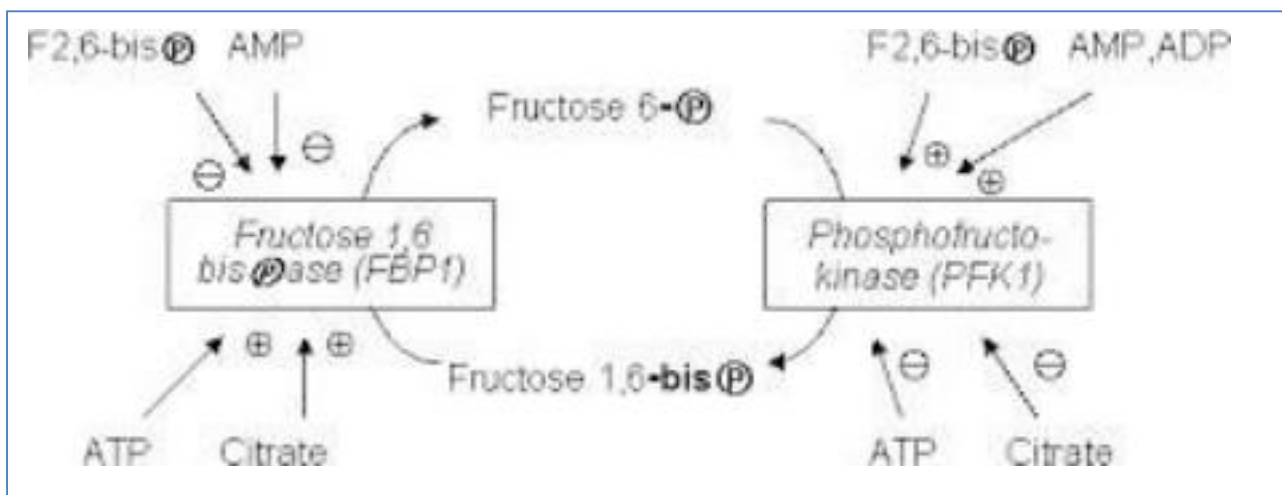 F2,6-bisⓅ AMP
F2,6-bisⓅ AMP,ADP
Fructose 6-Ⓟ
⊖ ⊖
⊕ ⊕
Fructose 1,6
bisⓅase (FBP1)
Phosphofructo-
kinase (PFK1)
⊕ ⊕
⊖ ⊖
Fructose 1,6-bisⓅ
ATP Citrate
ATP Citrate